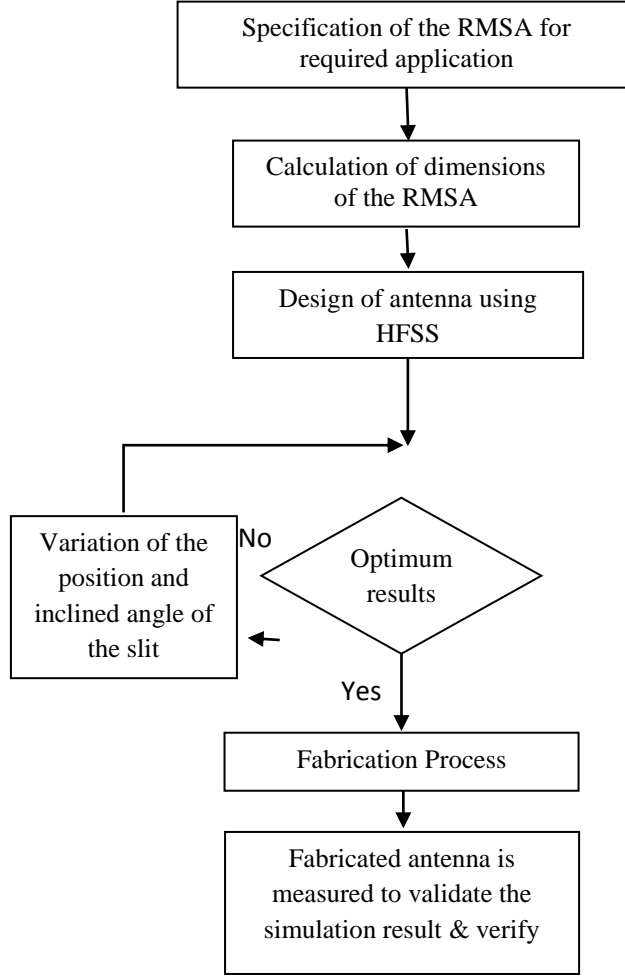 Specification of the RMSA for
required application
Calculation of dimensions
of the RMSA
Design of antenna using
HFSS
Variation of the
position and
inclined angle of
the slit
No
Optimum
results
Yes
Fabrication Process
Fabricated antenna is
measured to validate the
simulation result & verify